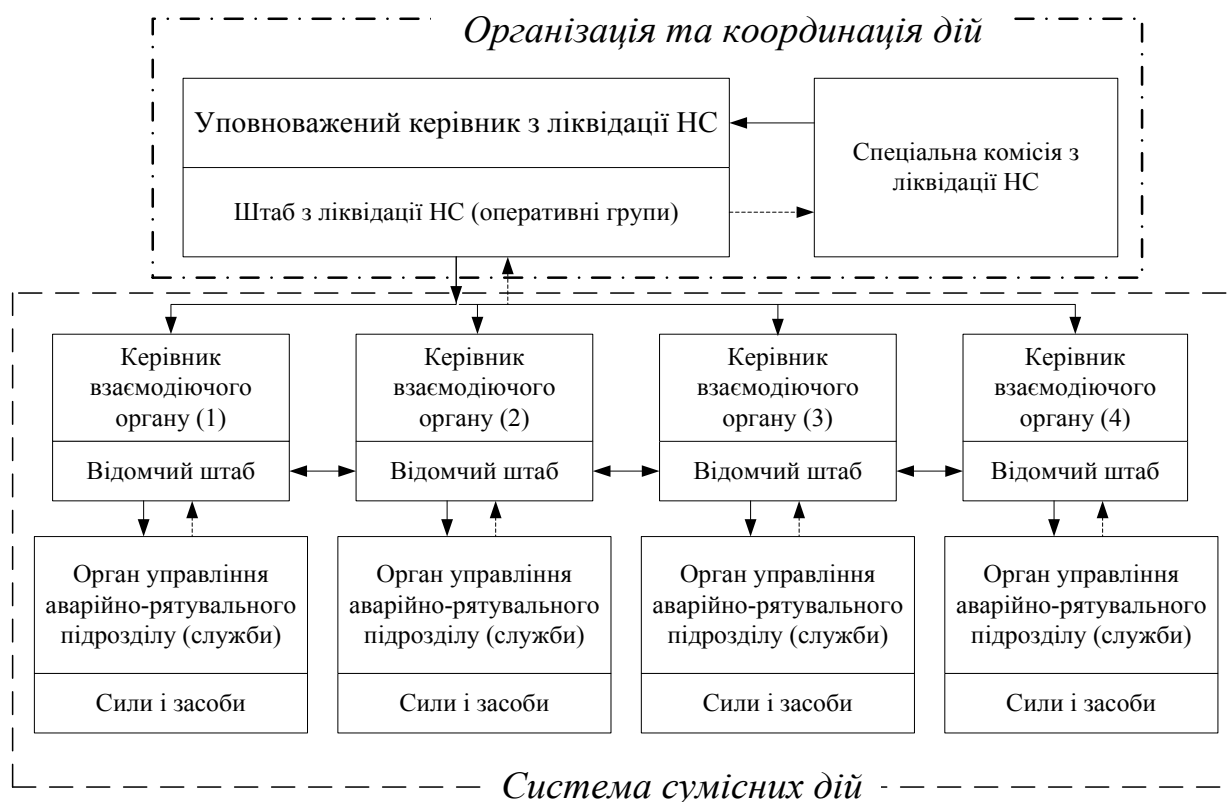 Організація та координація дій
Уповноважений керівник з ліквідації НС
Штаб з ліквідації НС (оперативні групи)
Спеціальна комісія з
ліквідації НС
Керівник
взаємодіючого
органу (1)
Відомчий штаб
Керівник
взаємодіючого
органу (2)
Відомчий штаб
Керівник
взаємодіючого
органу (3)
Відомчий штаб
Керівник
взаємодіючого
органу (4)
Відомчий штаб
Орган управління
аварійно-рятувального
підрозділу (служби)
Сили і засоби
Орган управління
аварійно-рятувального
підрозділу (служби)
Сили і засоби
Орган управління
аварійно-рятувального
підрозділу (служби)
Сили і засоби
Орган управління
аварійно-рятувального
підрозділу (служби)
Сили і засоби
Система сумісних дій